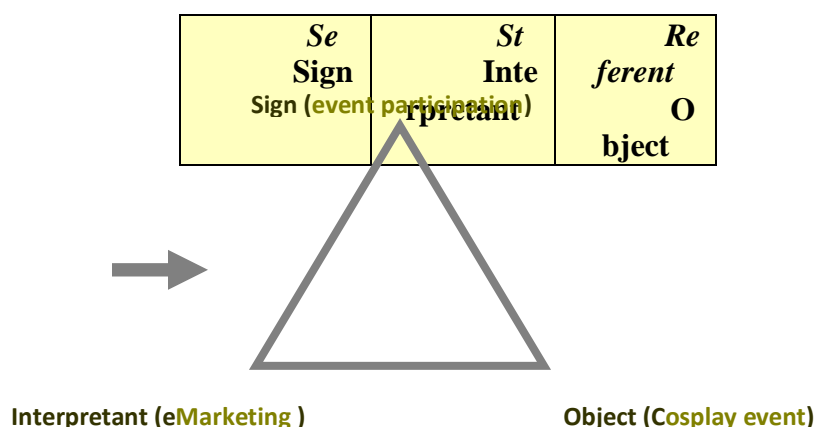 Se St Re
Sign Inte ferent
Sign (event participation)
rpretant O
bject
Interpretant (eMarketing )
Object (Cosplay event)